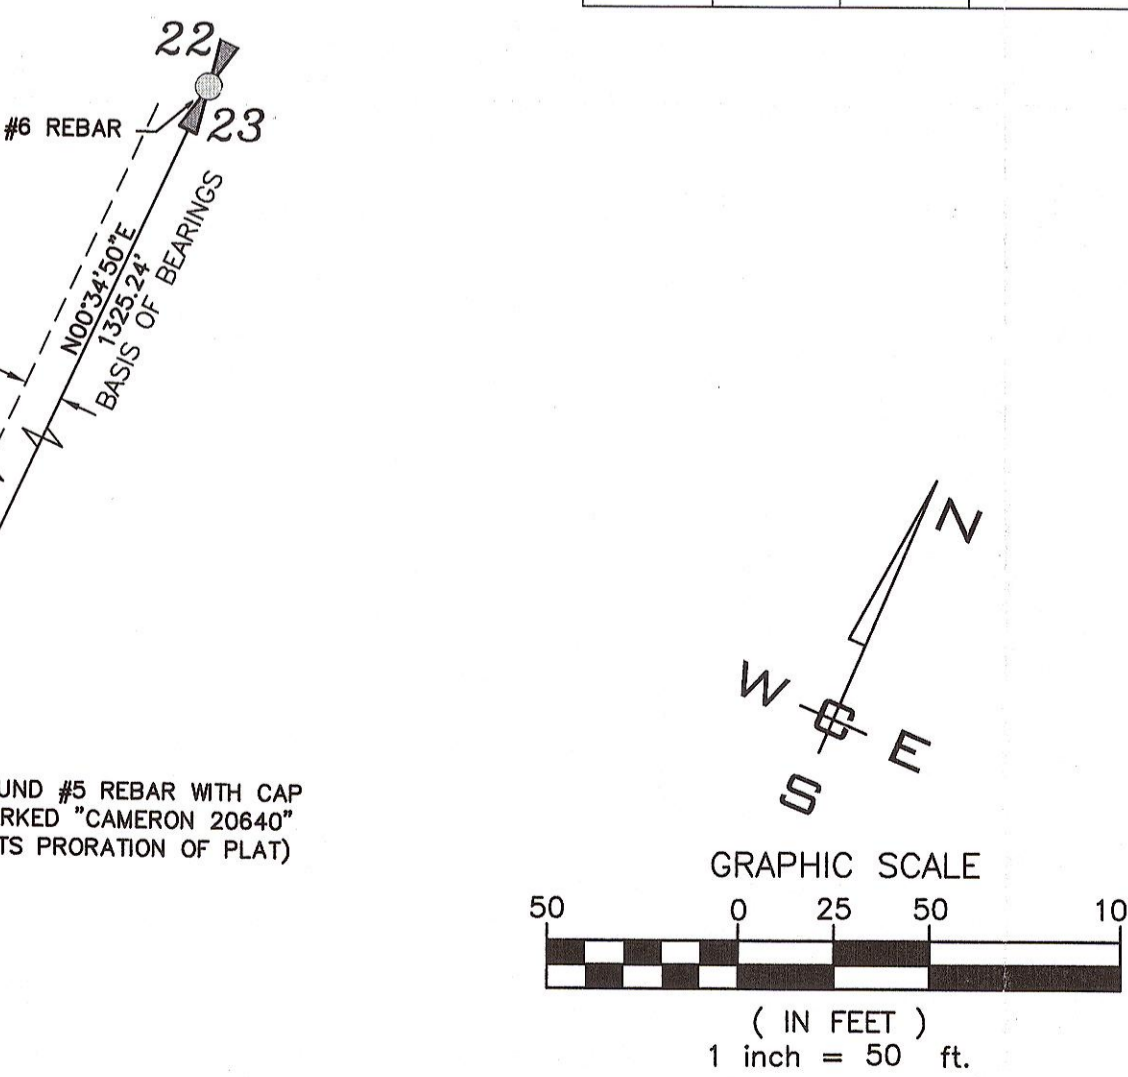 22
#6 REBAR
23
N00°34'50"E
1325.24'
BASIS OF BEARINGS
N
W
E
S
UND #5 REBAR WITH CAP
RKED "CAMERON 20640"
TS PRORATION OF PLAT)
GRAPHIC SCALE
50 0 25 50 10
( IN FEET )
1 inch = 50 ft.